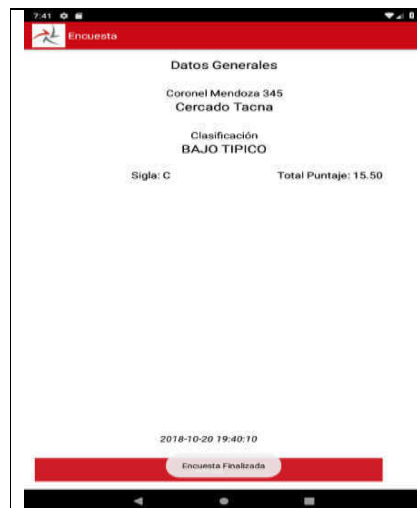 7:41
Encuesta
Datos Generales
Coronel Mendoza 345
Cercado Tacna
Clasificación
BAJO TIPICO
Sigla: C Total Puntaje: 15.50
2018-10-20 19:40:10
Encuesta Finalizada